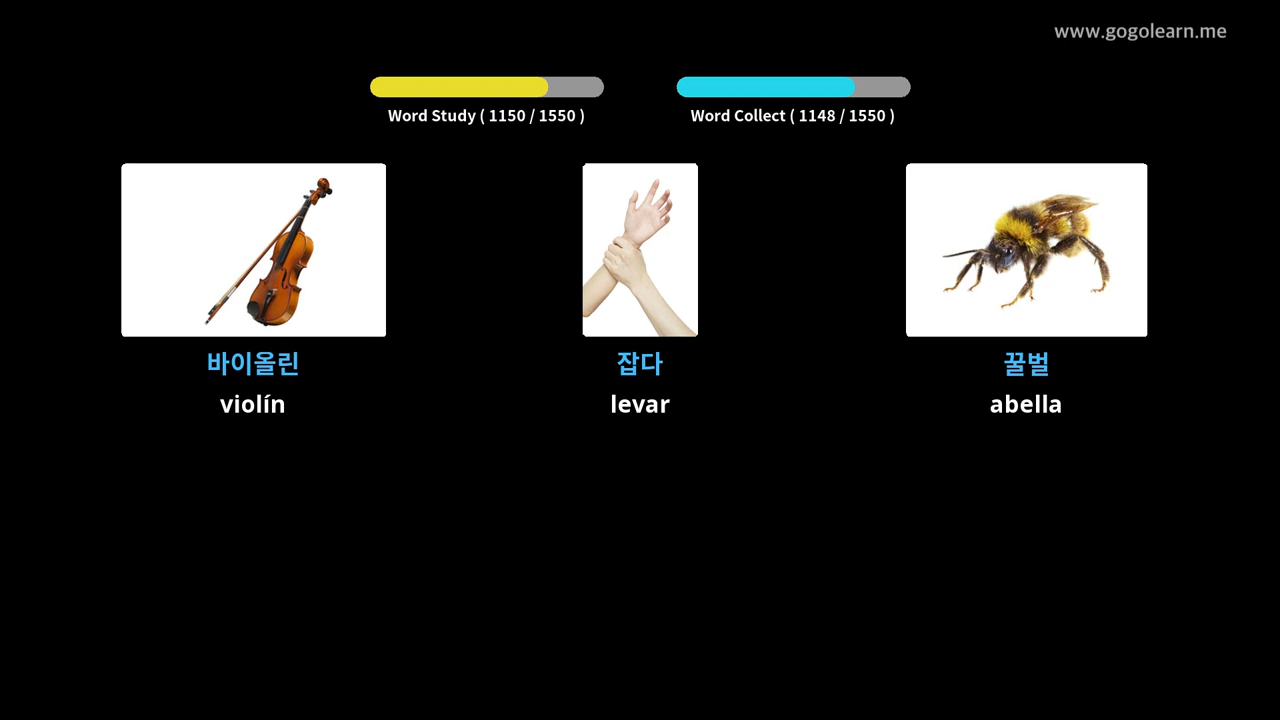 www.gogolearn.me
Word Study ( 1150 / 1550 )
Word Collect ( 1148 / 1550 )
바이올린
violín
잡다
levar
꿀벌
abella